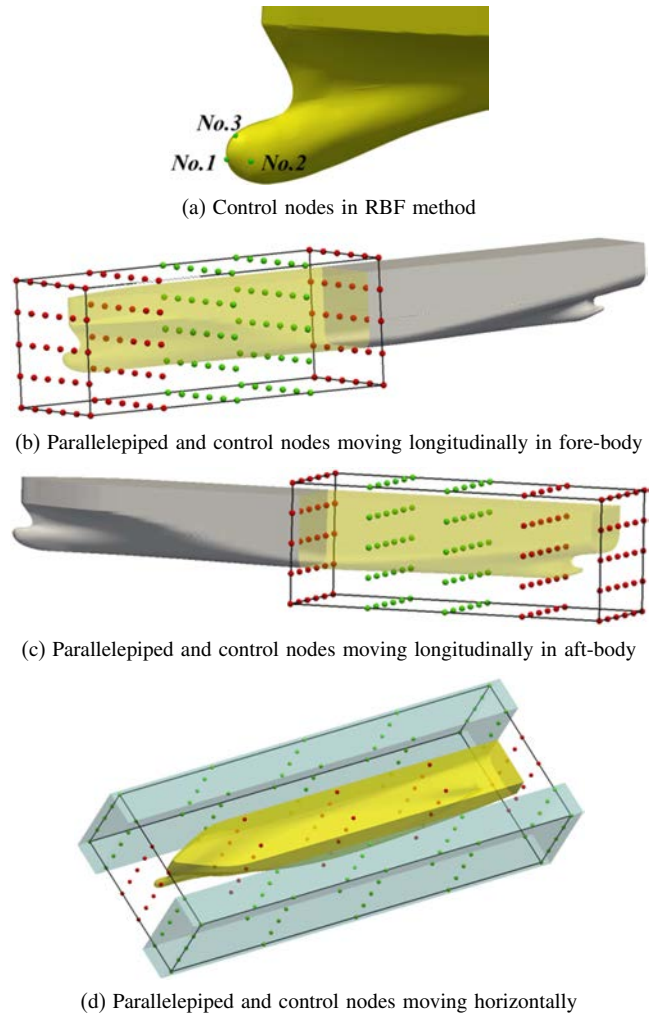 No.3
No.1 No.2
(a) Control nodes in RBF method
(b) Parallelepiped and control nodes moving longitudinally in fore-body
(c) Parallelepiped and control nodes moving longitudinally in aft-body
(d) Parallelepiped and control nodes moving horizontally